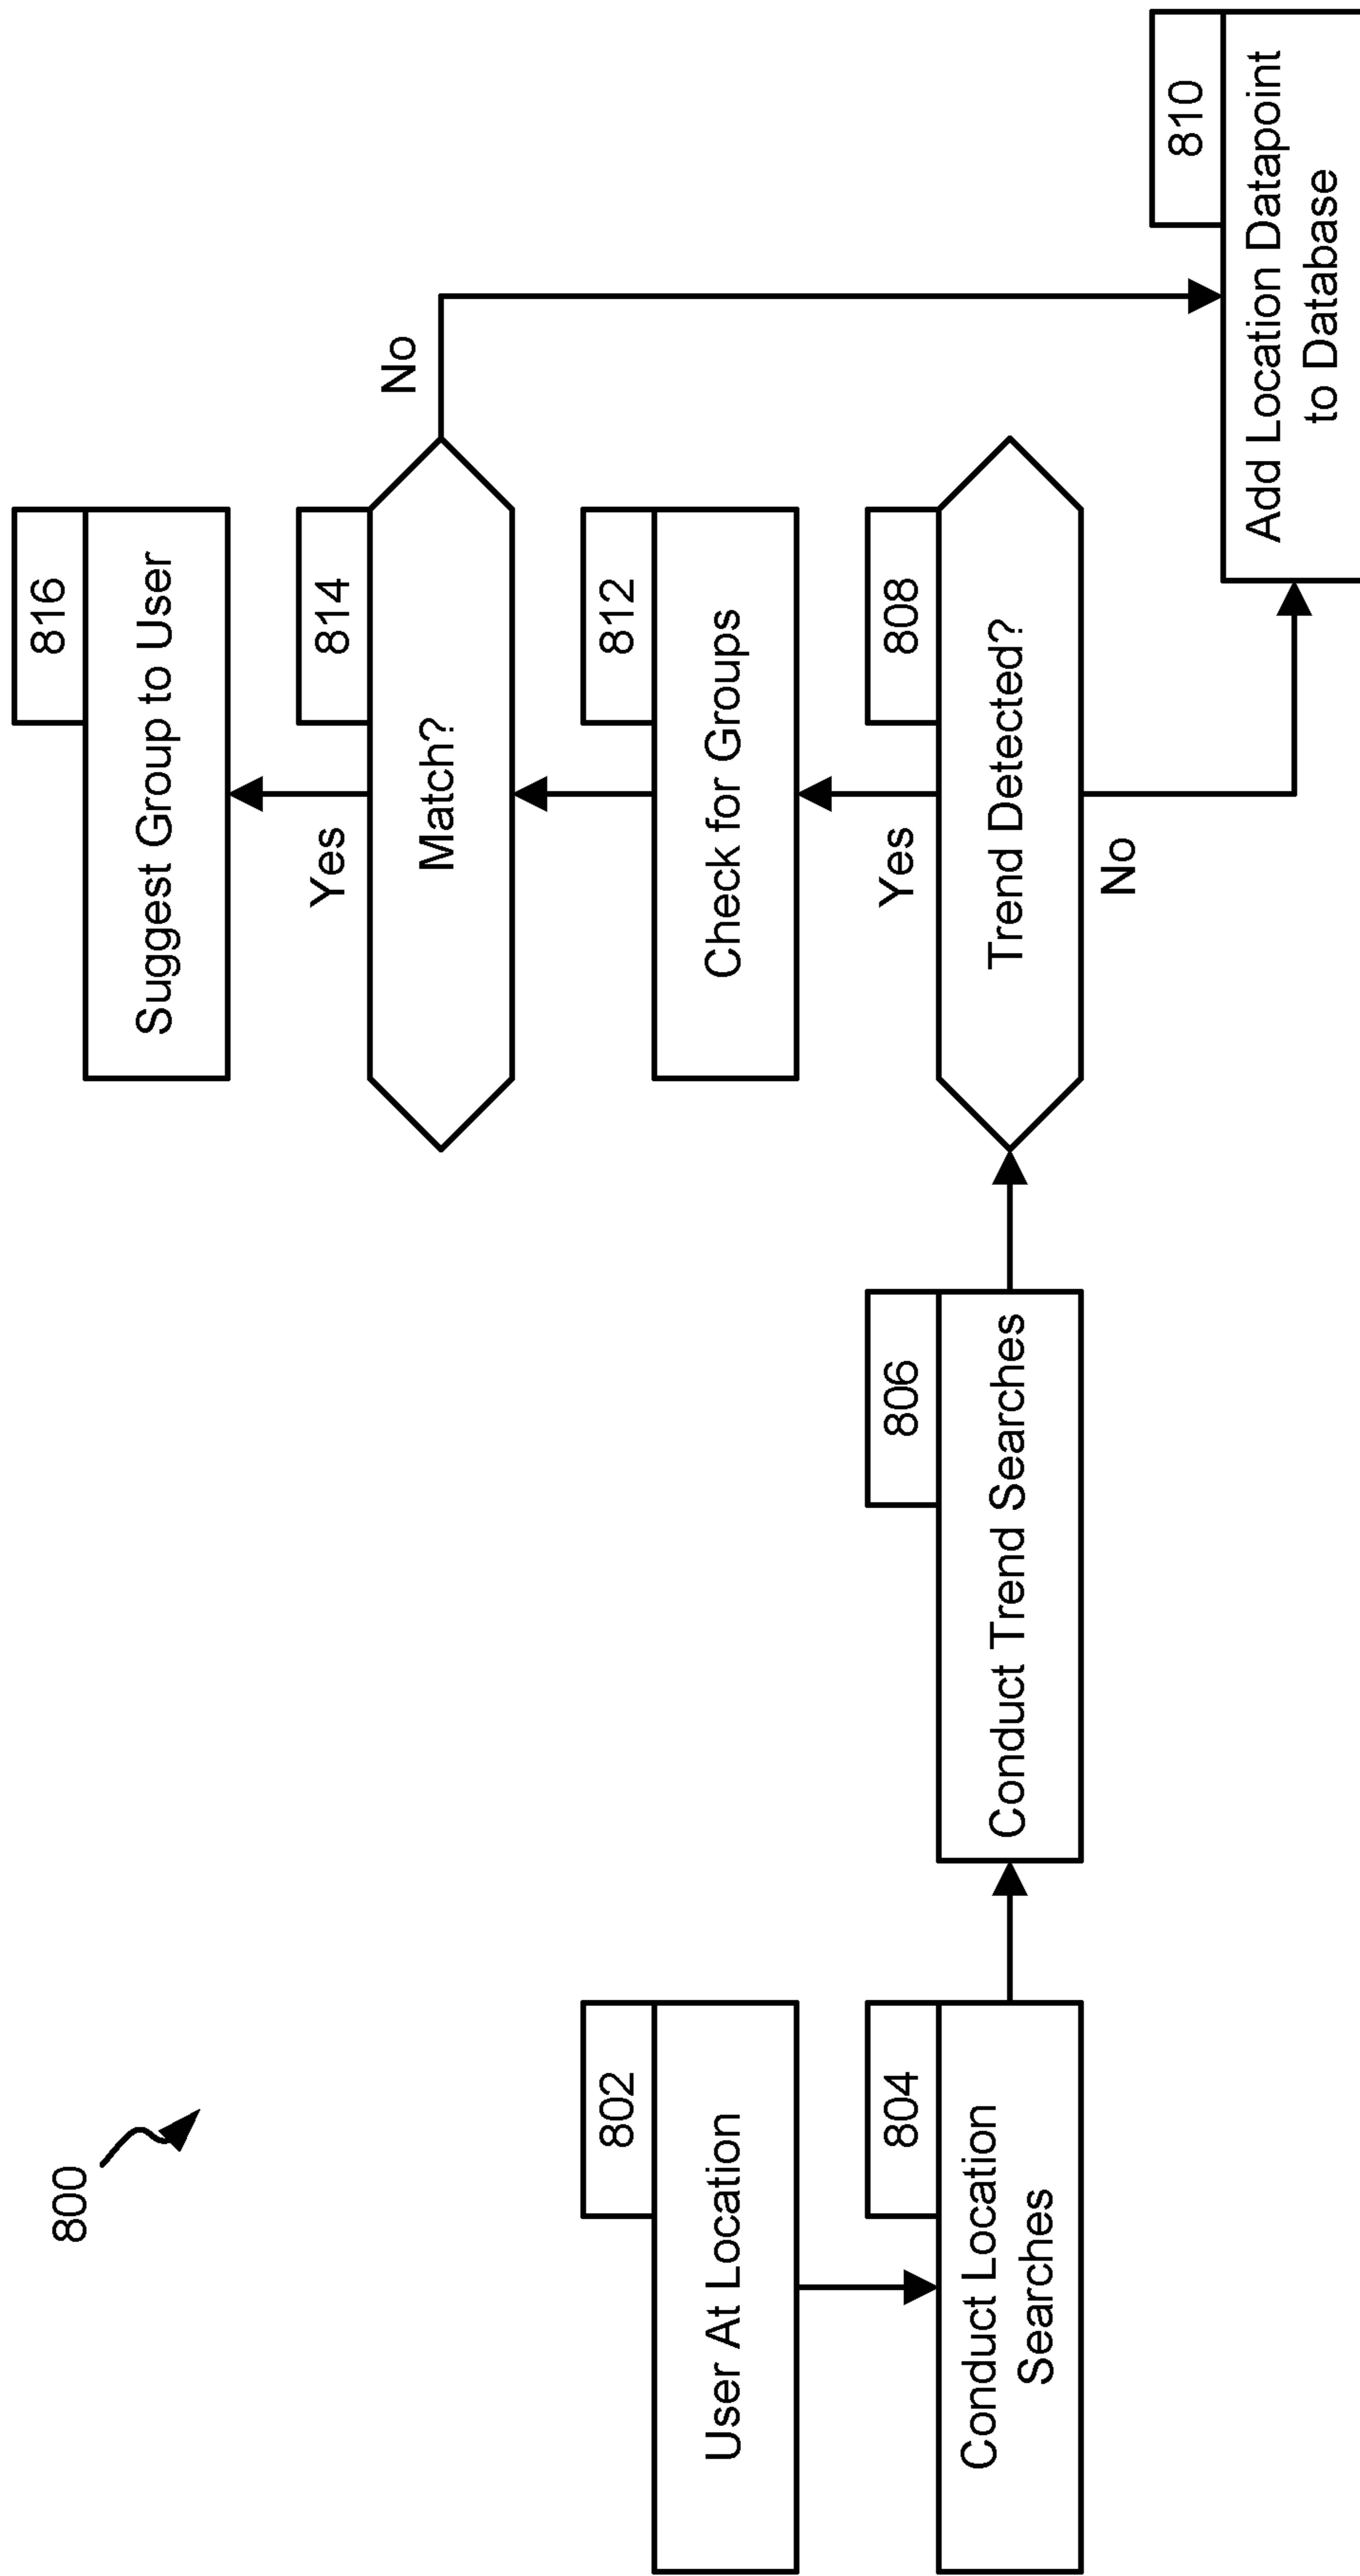 800
802
User At Location
804
Conduct Location
Searches
806
Conduct Trend Searches
808
Trend Detected?
Yes
No
810
Add Location Datapoint
to Database
812
Check for Groups
814
Match?
Yes
No
816
Suggest Group to User